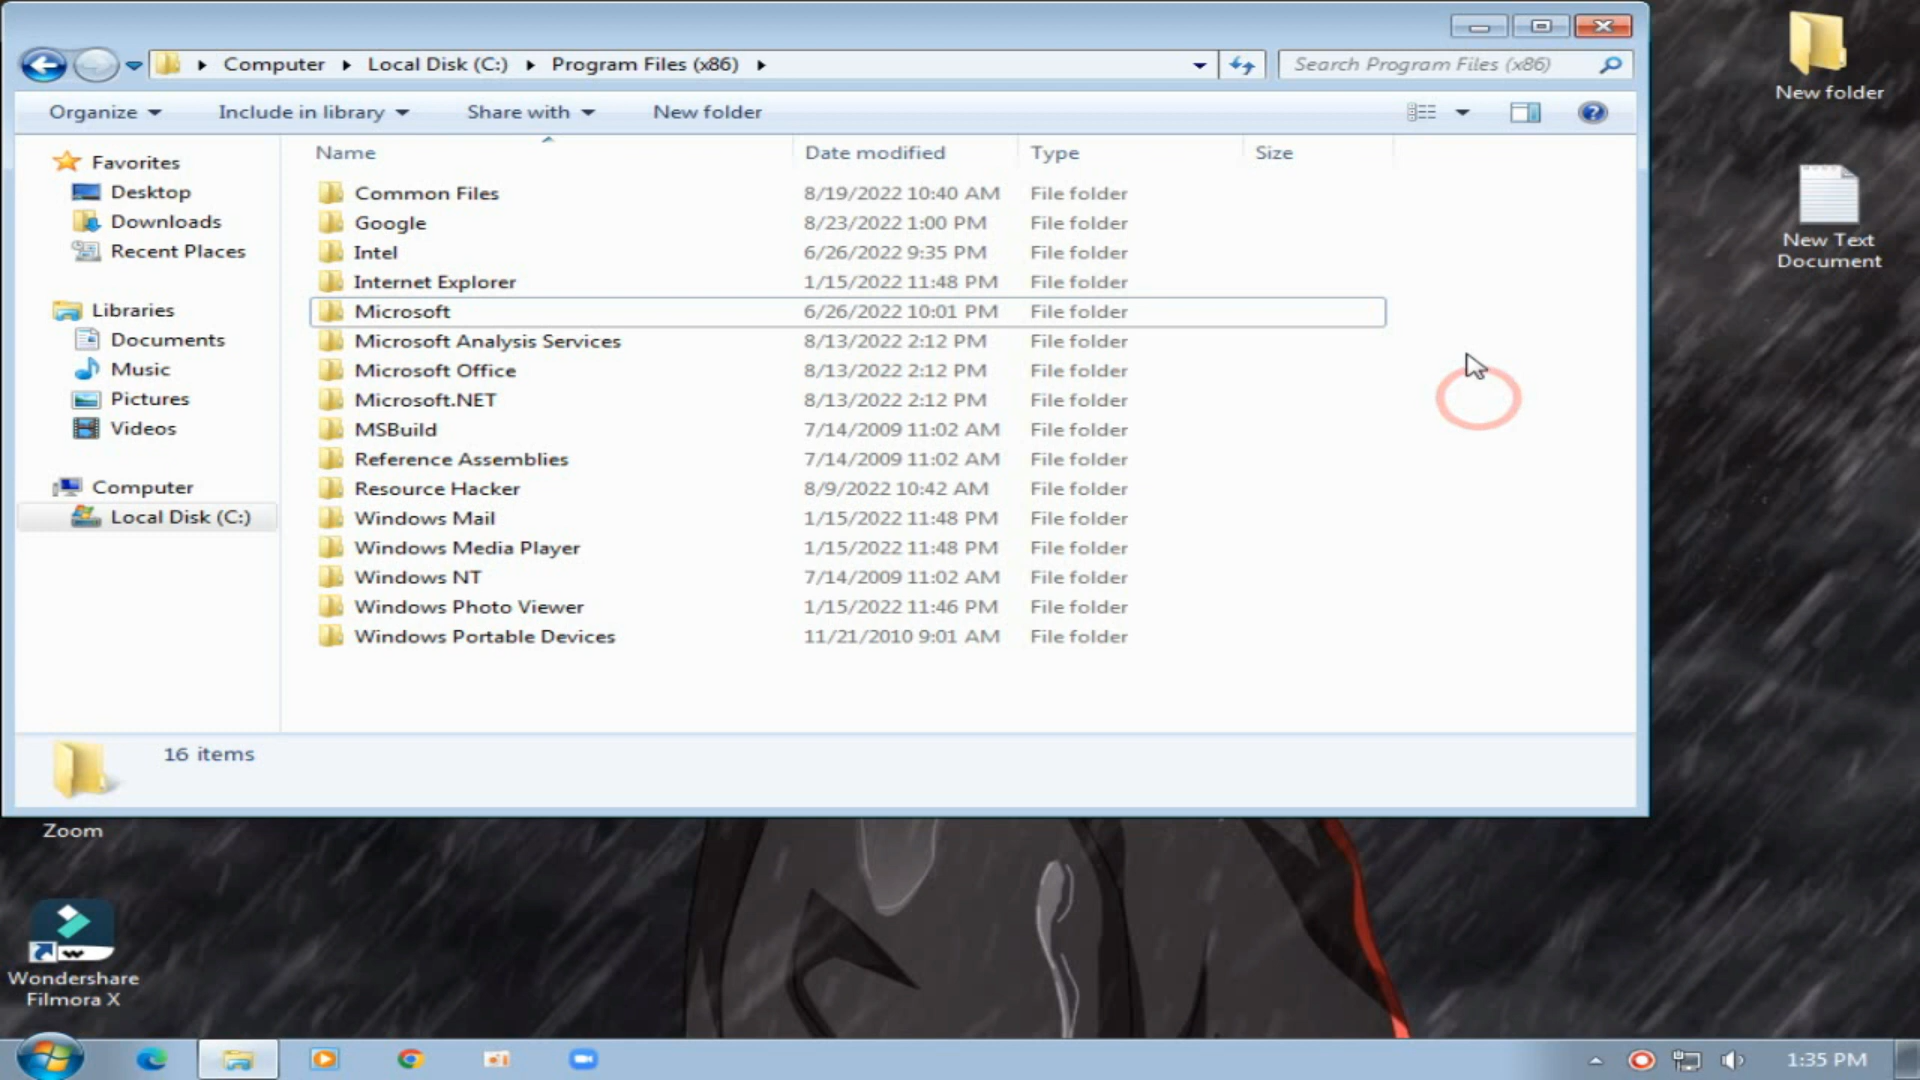 Computer Local Disk (C:) Program Files (x86)
Search Program Files (x86)
Organize Include in library Share with New folder
Name Date modified Type Size
Favorites
Desktop
Downloads
Recent Places
Libraries
Documents
Music
Pictures
Videos
Computer
Local Disk (C:)
Common Files 8/19/2022 10:40 AM File folder
Google 8/23/2022 1:00 PM File folder
Intel 6/26/2022 9:35 PM File folder
Internet Explorer 1/15/2022 11:48 PM File folder
Microsoft 6/26/2022 10:01 PM File folder
Microsoft Analysis Services 8/13/2022 2:12 PM File folder
Microsoft Office 8/13/2022 2:12 PM File folder
Microsoft.NET 8/13/2022 2:12 PM File folder
MSBuild 7/14/2009 11:02 AM File folder
Reference Assemblies 7/14/2009 11:02 AM File folder
Resource Hacker 8/9/2022 10:42 AM File folder
Windows Mail 1/15/2022 11:48 PM File folder
Windows Media Player 1/15/2022 11:48 PM File folder
Windows NT 7/14/2009 11:02 AM File folder
Windows Photo Viewer 1/15/2022 11:46 PM File folder
Windows Portable Devices 11/21/2010 9:01 AM File folder
16 items
New folder
New Text
Document
Zoom
Wondershare
Filmora X
1:35 PM